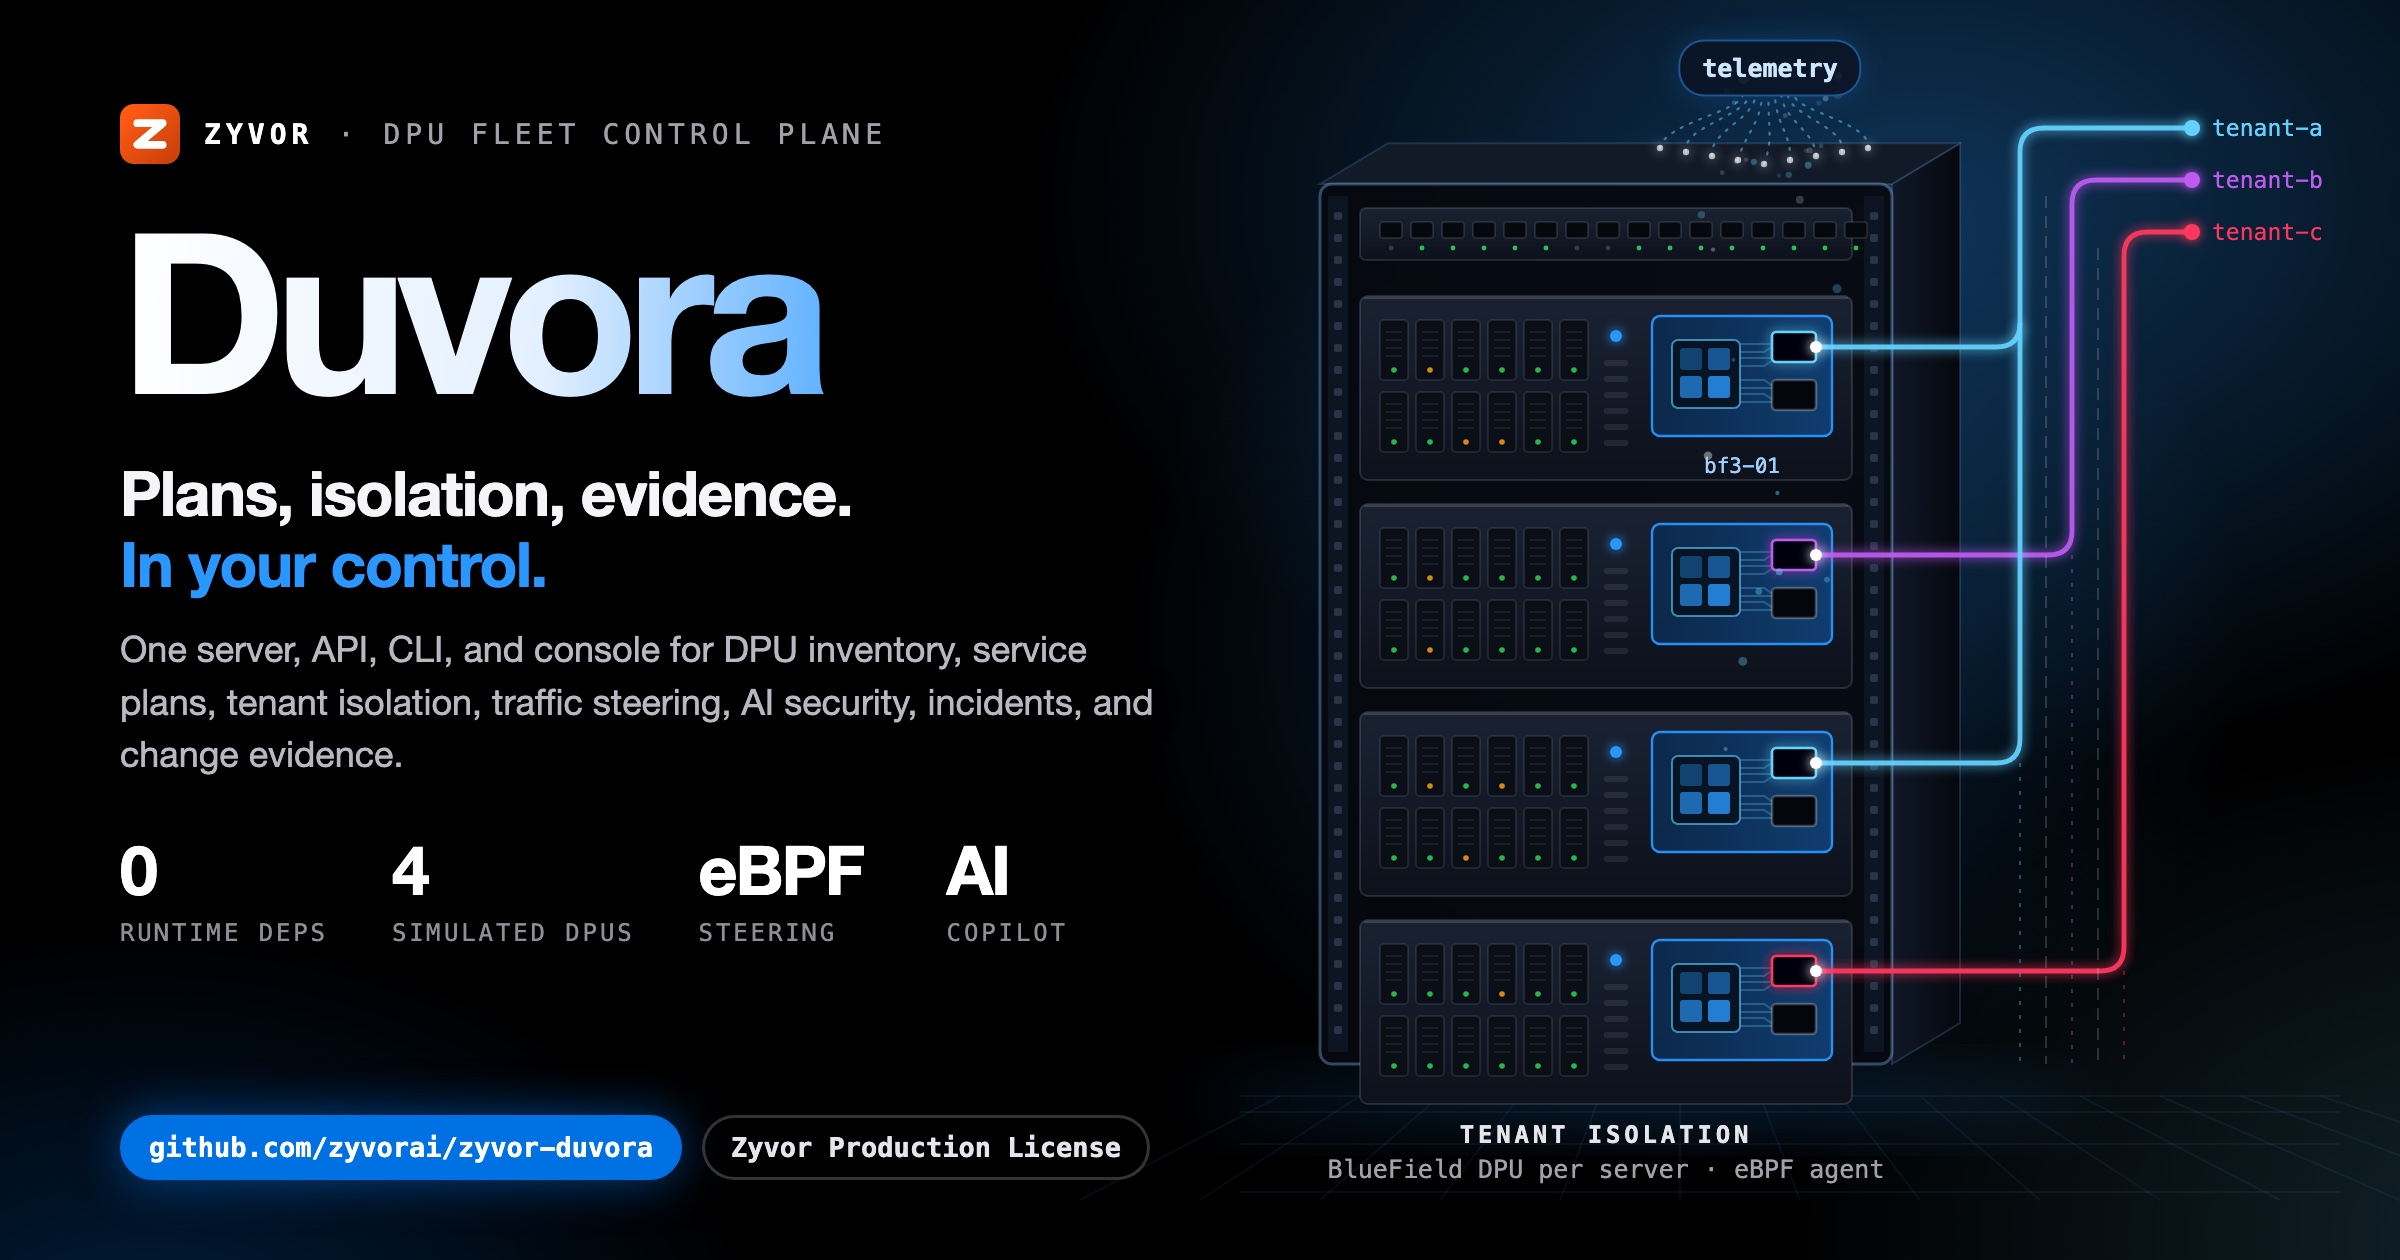 ZYVOR · DPU FLEET CONTROL PLANE
Duvora
Plans, isolation, evidence.
In your control.
One server, API, CLI, and console for DPU inventory, service
plans, tenant isolation, traffic steering, AI security, incidents, and
change evidence.
0
RUNTIME DEPS
4
SIMULATED DPUS
eBPF
STEERING
AI
COPILOT
github.com/zyvorai/zyvor-duvora
Zyvor Production License
telemetry
tenant-a
tenant-b
tenant-c
bf3-01
TENANT ISOLATION
BlueField DPU per server · eBPF agent